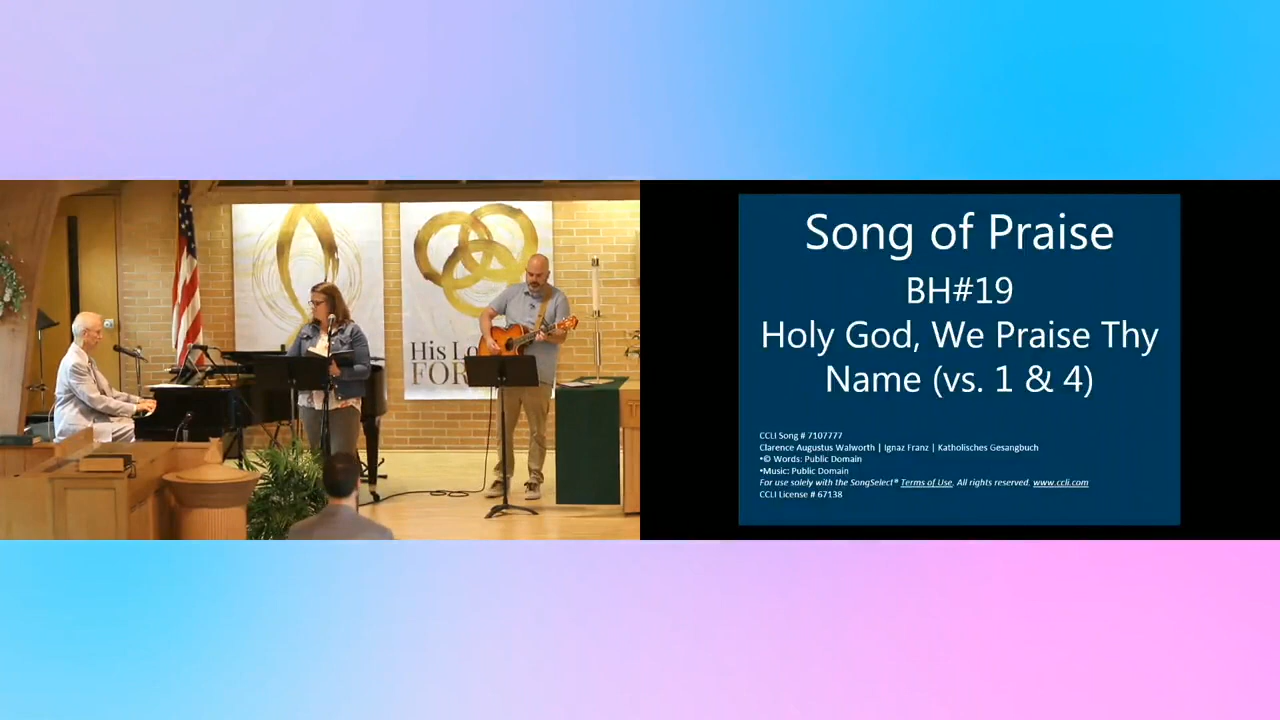 His Lo
FOR
Song of Praise
BH#19
Holy God, We Praise Thy
Name (vs. 1 & 4)
CCLI Song # 7107777
Clarence Augustus Walworth | Ignaz Franz | Katholisches Gesangbuch
•© Words: Public Domain
•Music: Public Domain
For use solely with the SongSelect® Terms of Use. All rights reserved. www.ccli.com
CCLI License # 67138